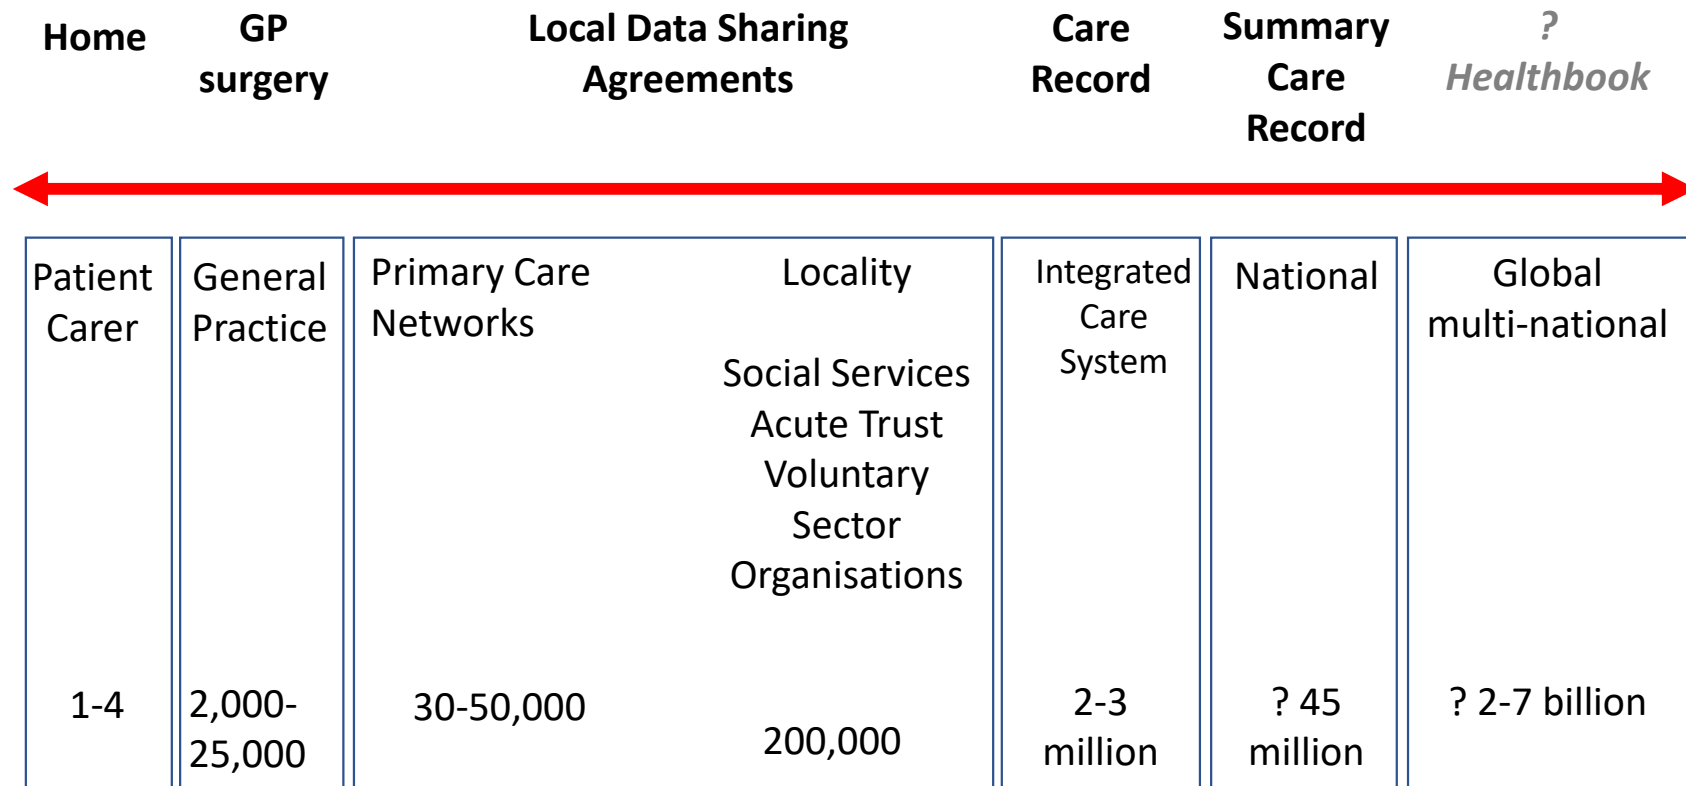 Home
GP
surgery
Local Data Sharing
Agreements
Care
Record
Summary
Care
Record
?
Healthbook
Patient
Carer
General
Practice
Primary Care
Networks
Locality
Social Services
Acute Trust
Voluntary
Sector
Organisations
Integrated
Care
System
National
Global
multi-national
1-4
2,000-
25,000
30-50,000
200,000
2-3
million
? 45
million
? 2-7 billion